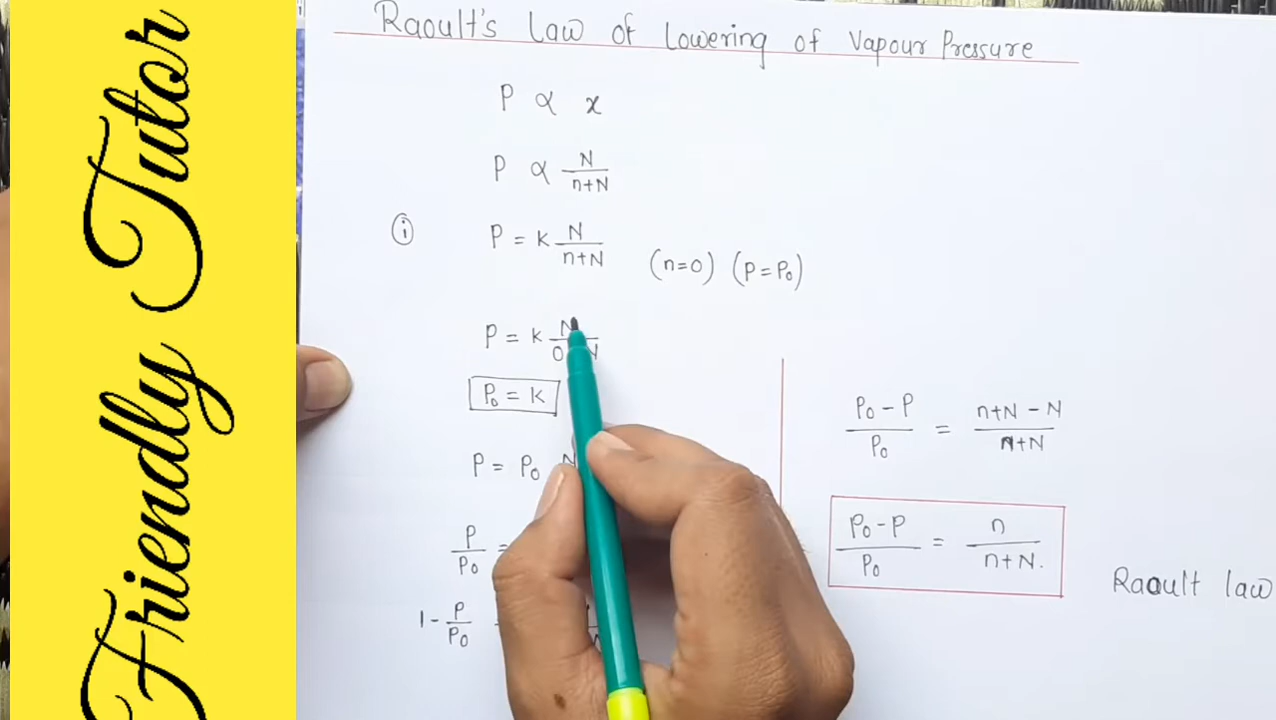 Friendly Tutor
Raoult's Law of Lowering of Vapour Pressure
P ∝ x
P ∝ N/(n+N)
(i) P = k N/(n+N) (n=0) (P=P₀)
P = k N
P₀ = k
P = P₀ N
P/P₀ =
1 - P/P₀
(P₀-P)/P₀ = (n+N-N)/(n+N)
(P₀-P)/P₀ = n/(n+N).
Raoult law